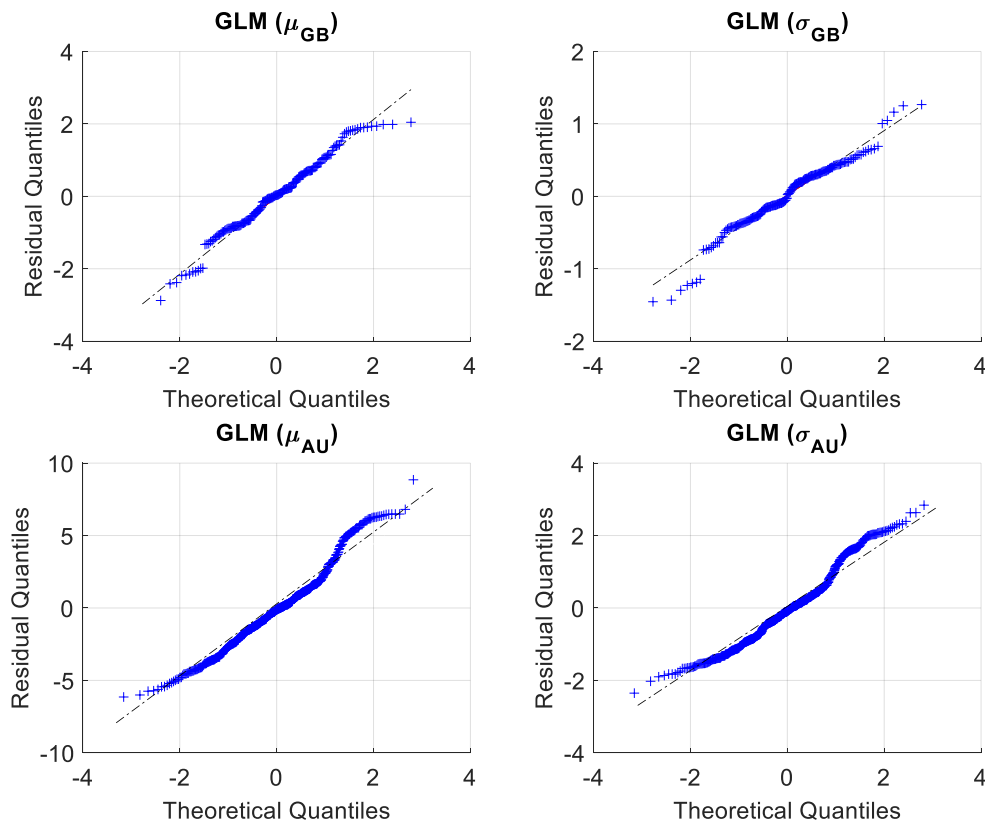 GLM (μGB)
4
2
0
-2
-4
Residual Quantiles
-4 -2 0 2 4
Theoretical Quantiles
GLM (σGB)
2
1
0
-1
-2
Residual Quantiles
-4 -2 0 2 4
Theoretical Quantiles
GLM (μAU)
10
5
0
-5
-10
Residual Quantiles
-4 -2 0 2 4
Theoretical Quantiles
GLM (σAU)
4
2
0
-2
-4
Residual Quantiles
-4 -2 0 2 4
Theoretical Quantiles